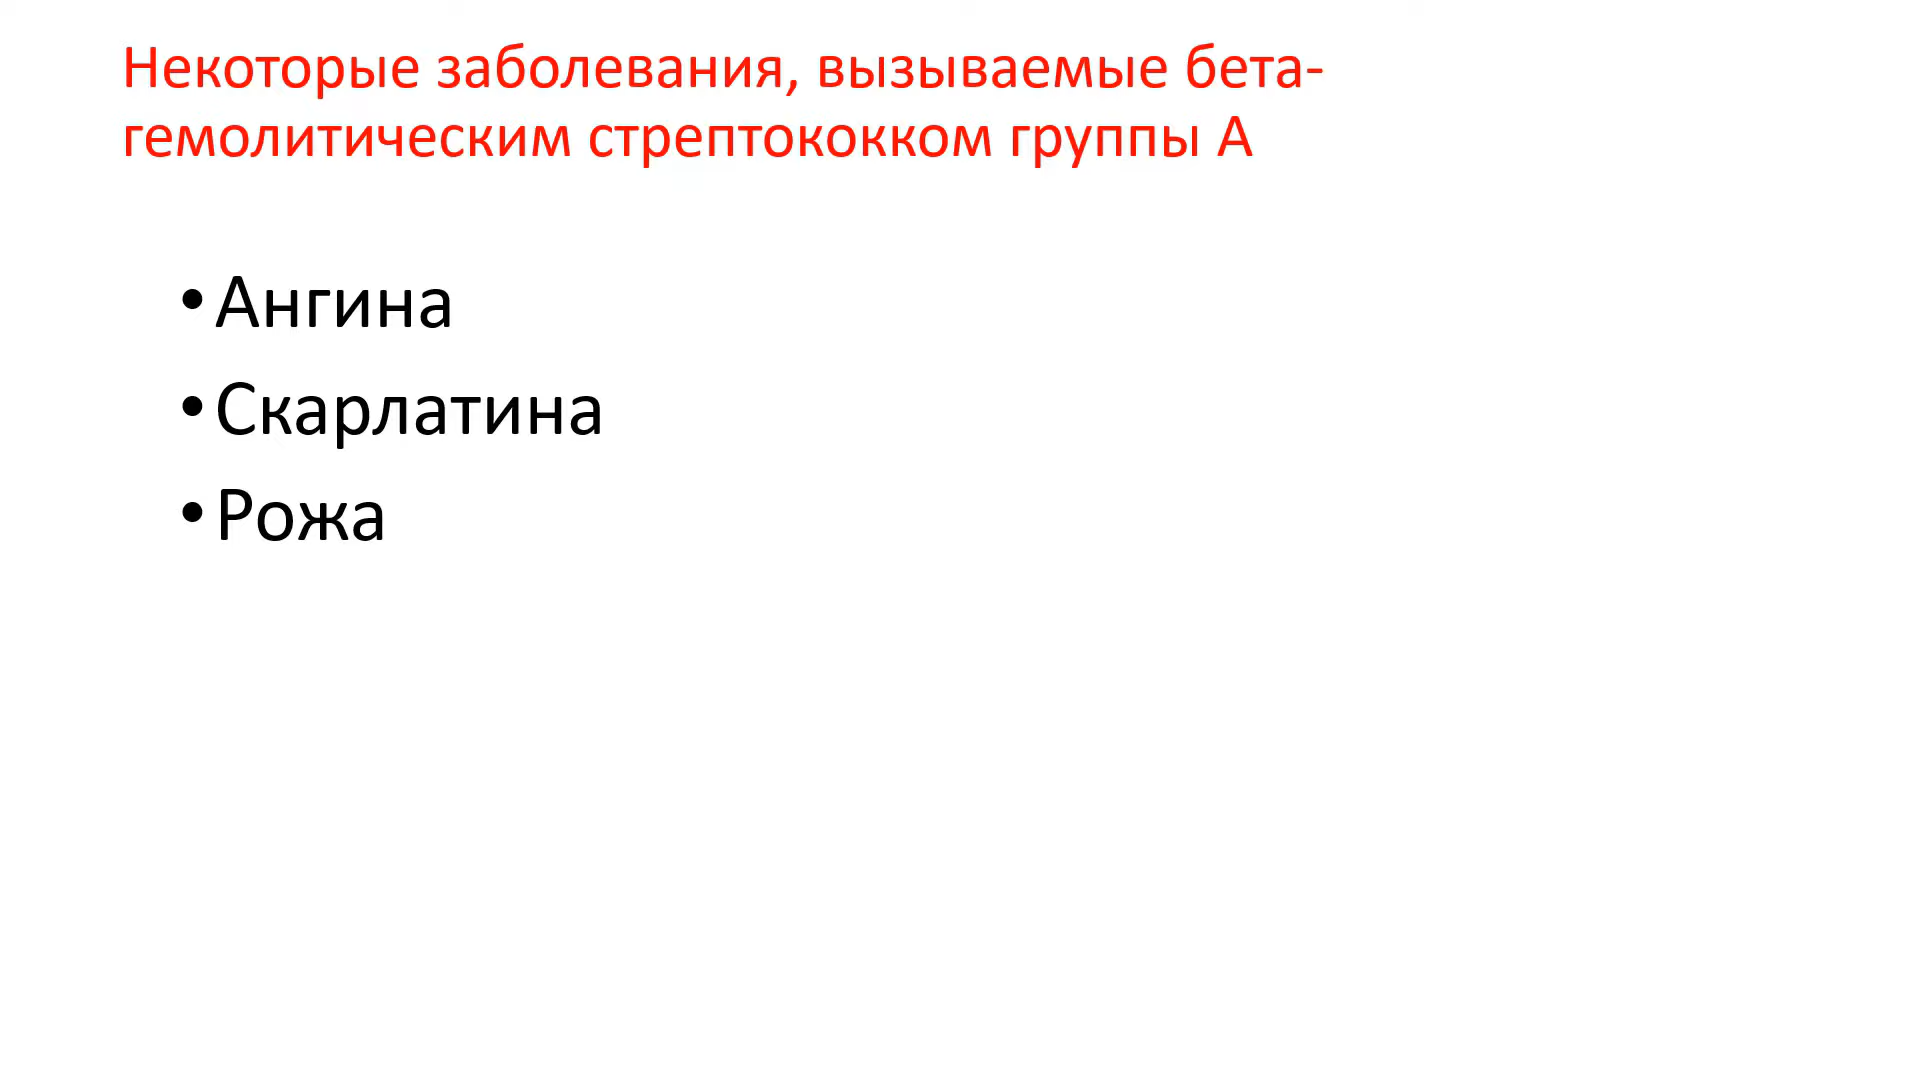 Некоторые заболевания, вызываемые бета-
гемолитическим стрептококком группы А
•Ангина
•Скарлатина
•Рожа